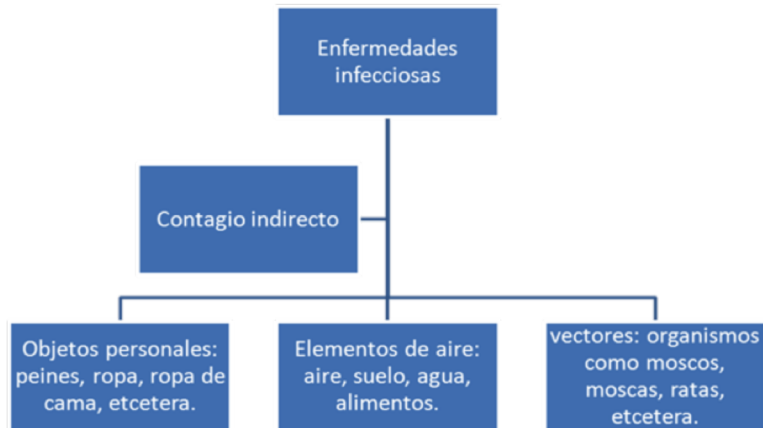 Enfermedades
infecciosas
Contagio indirecto
Objetos personales:
peines, ropa, ropa de
cama, etcetera.
Elementos de aire:
aire, suelo, agua,
alimentos.
vectores: organismos
como moscos,
moscas, ratas,
etcetera.